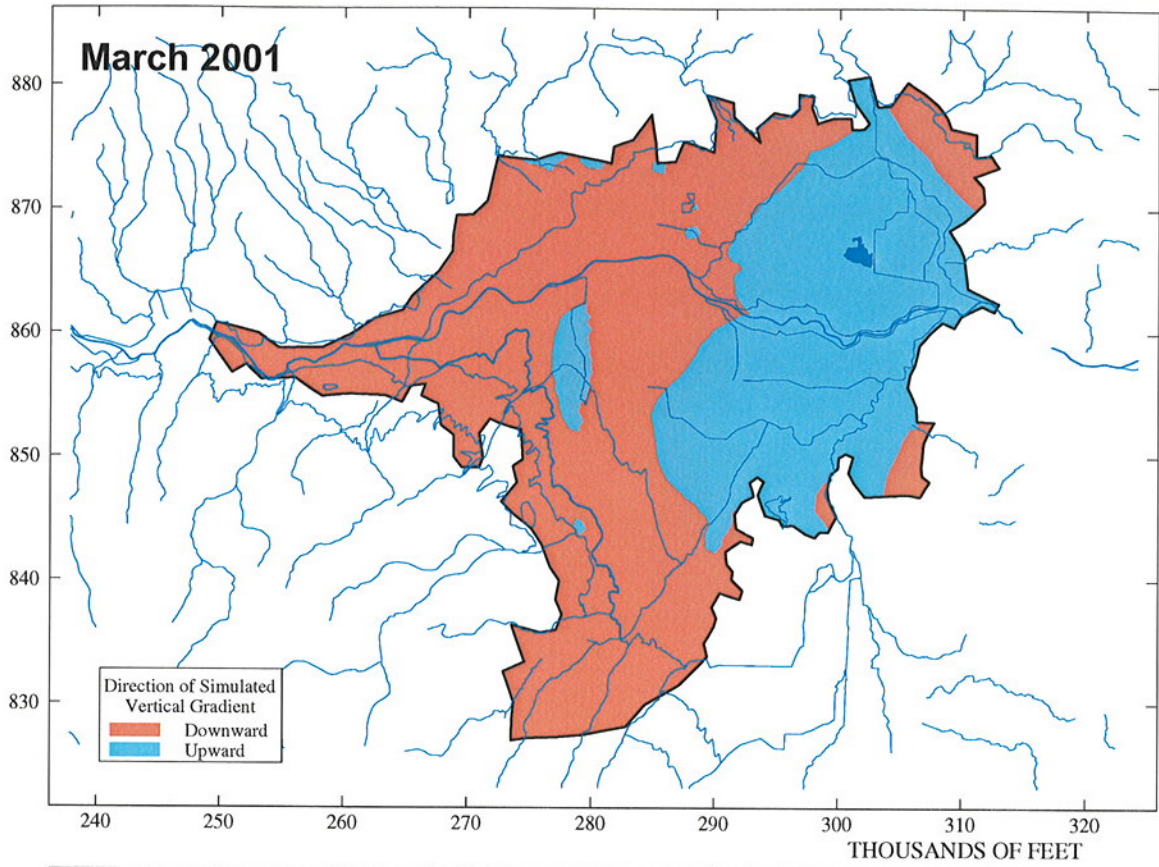 March 2001
880
870
860
850
840
830
Direction of Simulated
Vertical Gradient
Downward
Upward
240 250 260 270 280 290 300 310 320
THOUSANDS OF FEET